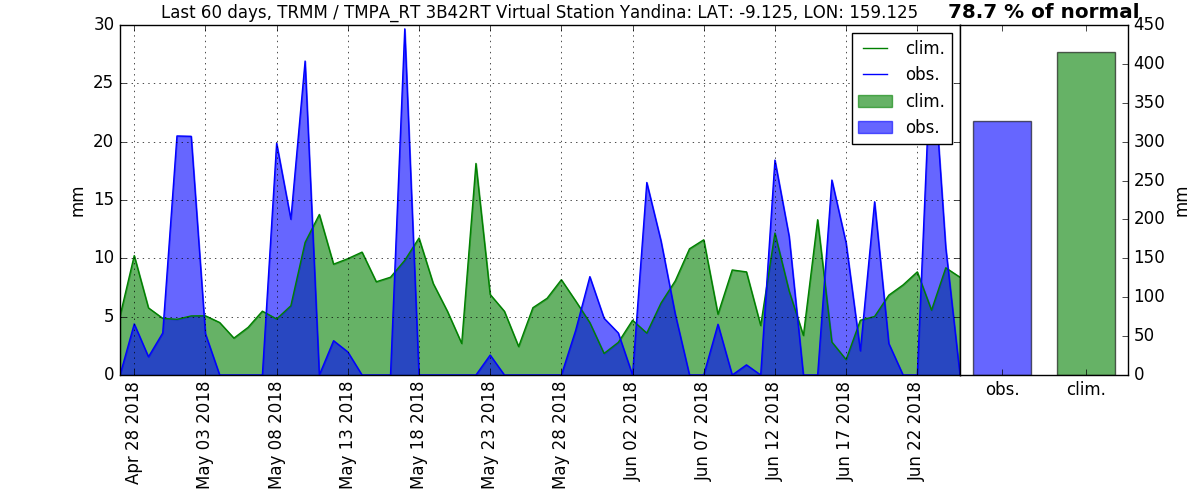 Last 60 days, TRMM / TMPA_RT 3B42RT Virtual Station Yandina: LAT: -9.125, LON: 159.125
78.7 % of normal
30
25
20
15
10
5
0
mm
clim.
obs.
clim.
obs.
450
400
350
300
250
200
150
100
50
0
mm
obs.
clim.
Apr 28 2018
May 03 2018
May 08 2018
May 13 2018
May 18 2018
May 23 2018
May 28 2018
Jun 02 2018
Jun 07 2018
Jun 12 2018
Jun 17 2018
Jun 22 2018